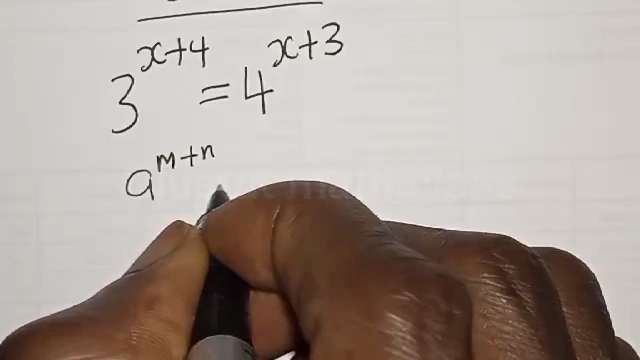 3^{x+4} = 4^{x+3}
a^{m+n}